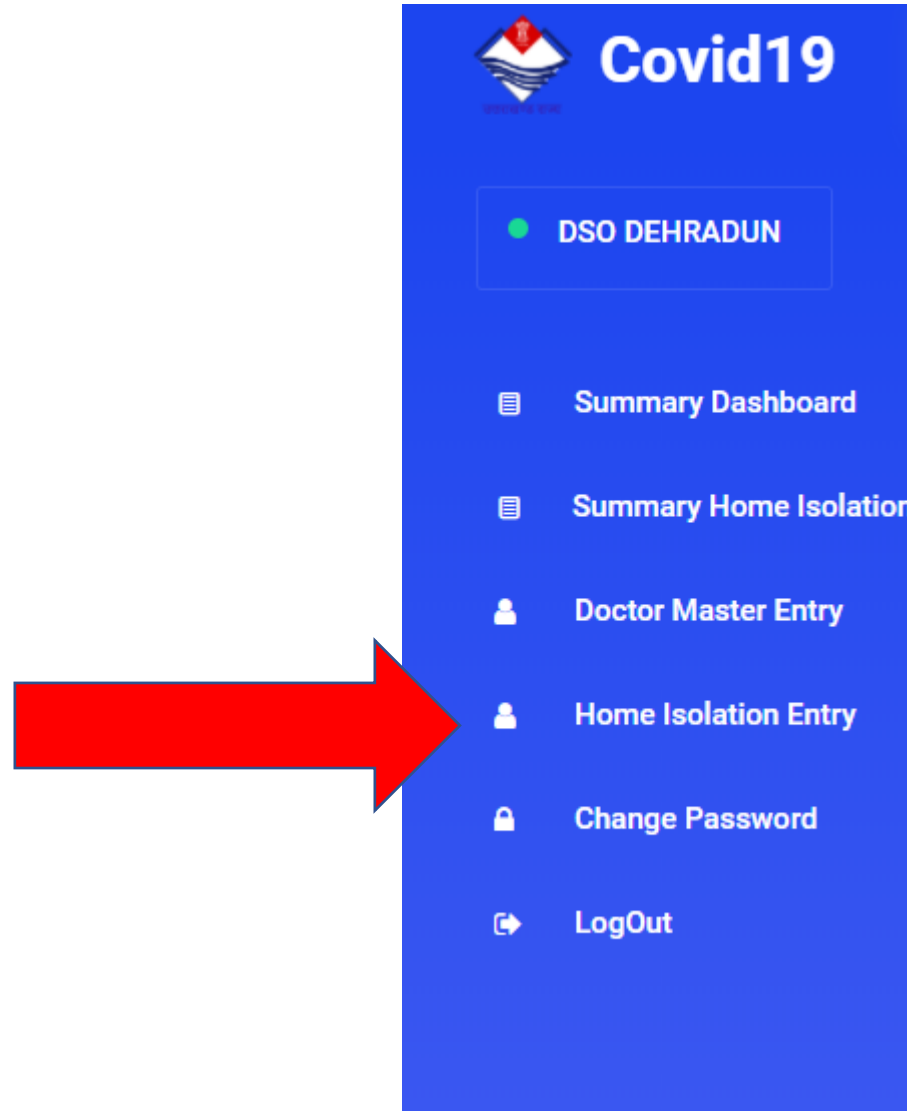 Covid19
DSO DEHRADUN
Summary Dashboard
Summary Home Isolation
Doctor Master Entry
Home Isolation Entry
Change Password
LogOut